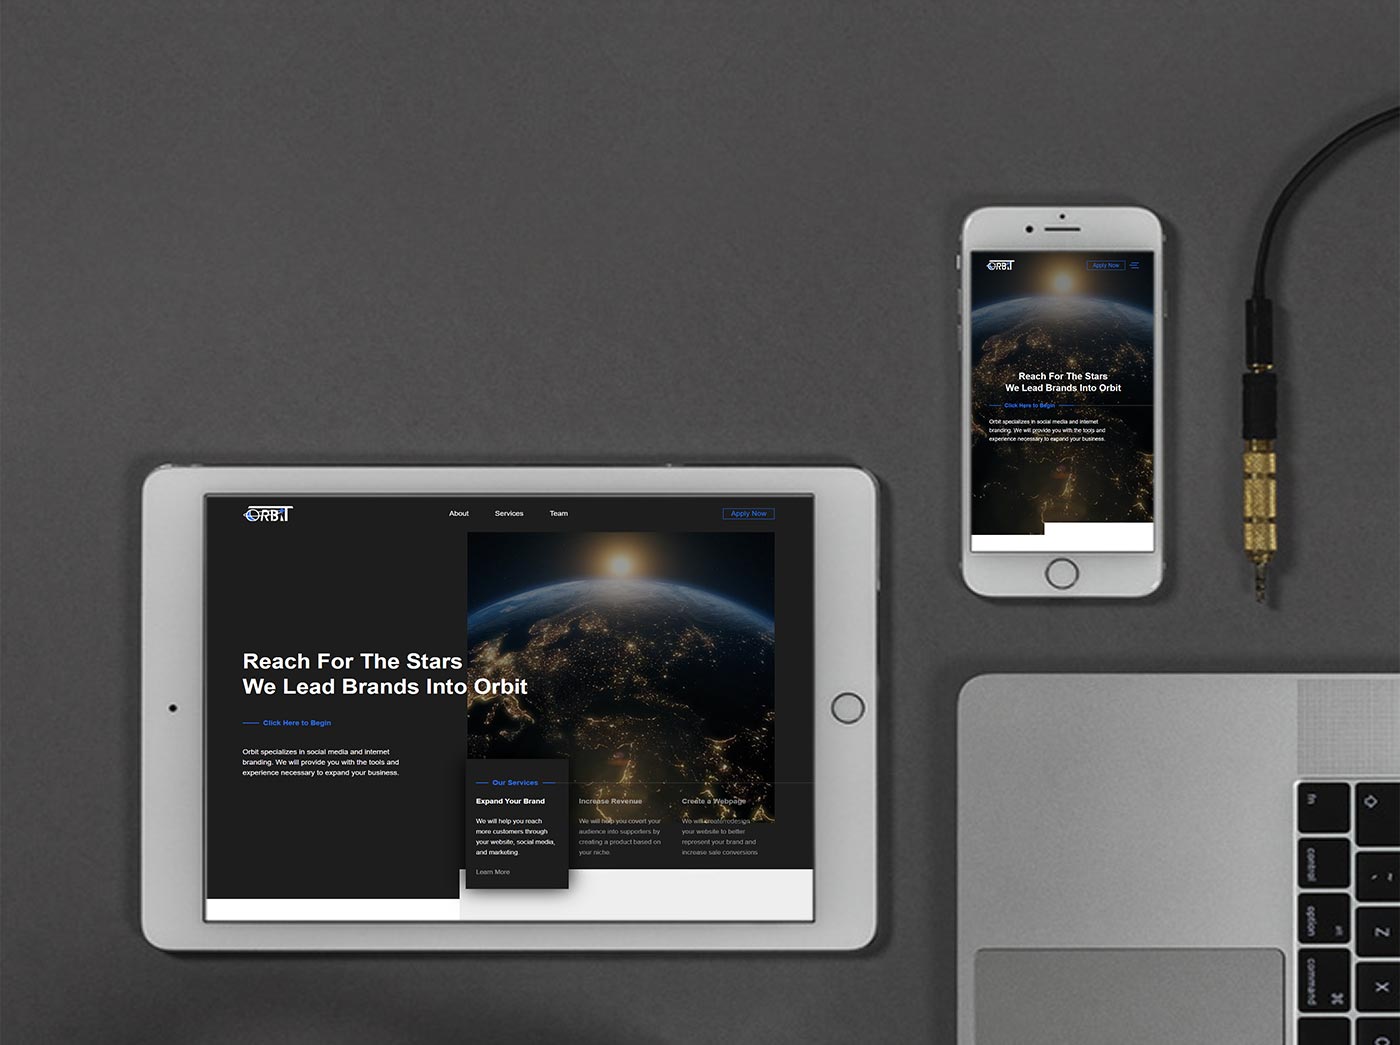 ORBIT
About
Services
Team
Apply Now
Reach For The Stars
We Lead Brands Into Orbit
Click Here to Begin
Orbit specializes in social media and internet
branding. We will provide you with the tools and
experience necessary to expand your business.
Our Services
Expand Your Brand
We will help you reach
more customers through
your website, social media,
and marketing.
Learn More
Increase Revenue
We will help you covert your
audience into supporters by
creating a product based on
your niche.
Create a Webpage
We will create/redesign
your website to better
represent your brand and
increase sale conversions
ORBIT
Apply Now
Reach For The Stars
We Lead Brands Into Orbit
Click Here to Begin
Orbit specializes in social media and internet
branding. We will provide you with the tools and
experience necessary to expand your business.
fn
control
` ~
alt
option
Z
⌘
command
X